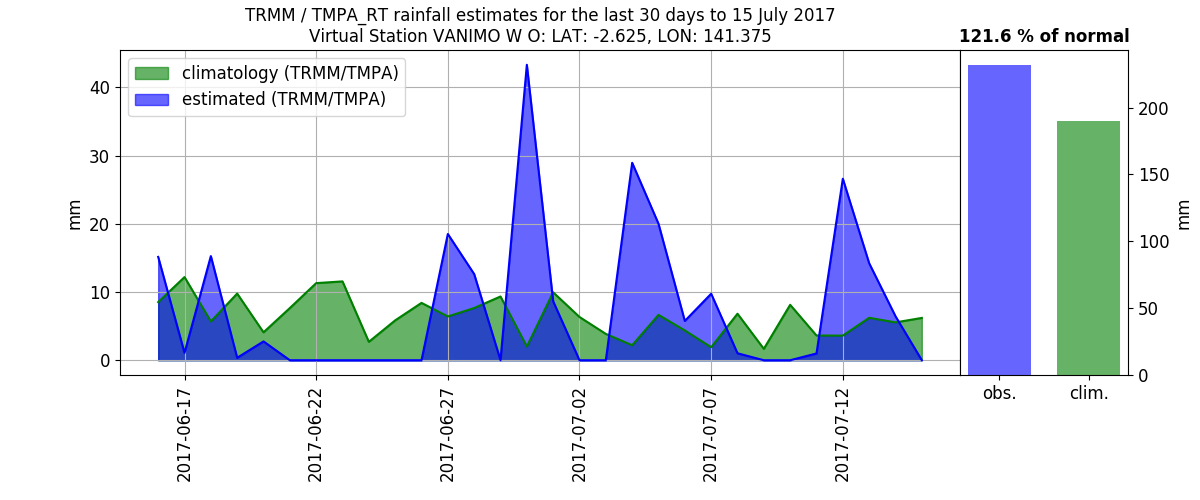 TRMM / TMPA_RT rainfall estimates for the last 30 days to 15 July 2017
Virtual Station VANIMO W O: LAT: -2.625, LON: 141.375
121.6 % of normal
climatology (TRMM/TMPA)
estimated (TRMM/TMPA)
mm
40
30
20
10
0
2017-06-17
2017-06-22
2017-06-27
2017-07-02
2017-07-07
2017-07-12
obs.
clim.
200
150
100
50
0
mm